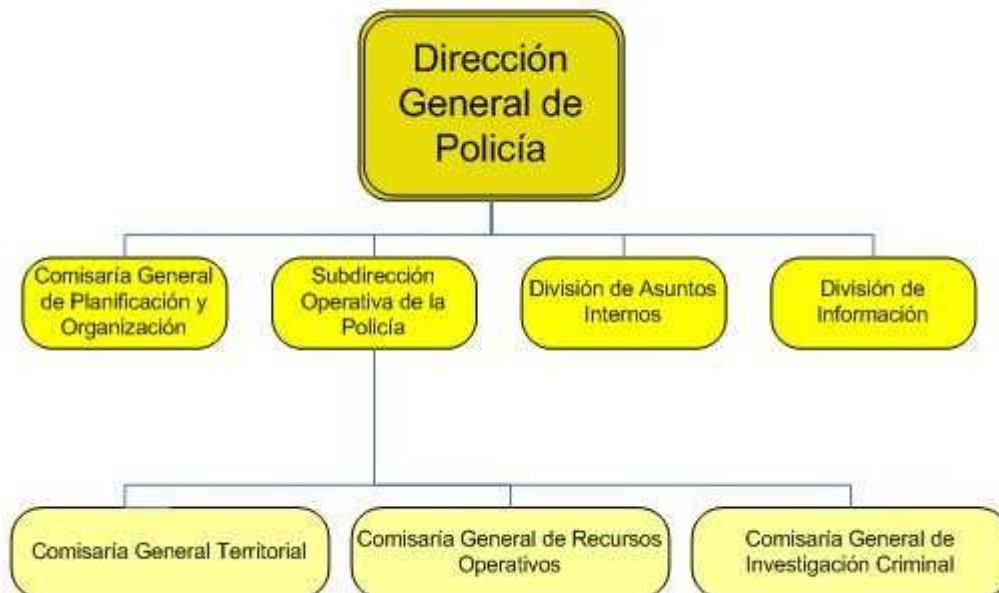 Dirección
General de
Policía
Comisaría General
de Planificación y
Organización
Subdirección
Operativa de la
Policía
División de Asuntos
Internos
División de
Información
Comisaría General Territorial
Comisaría General de Recursos
Operativos
Comisaría General de
Investigación Criminal